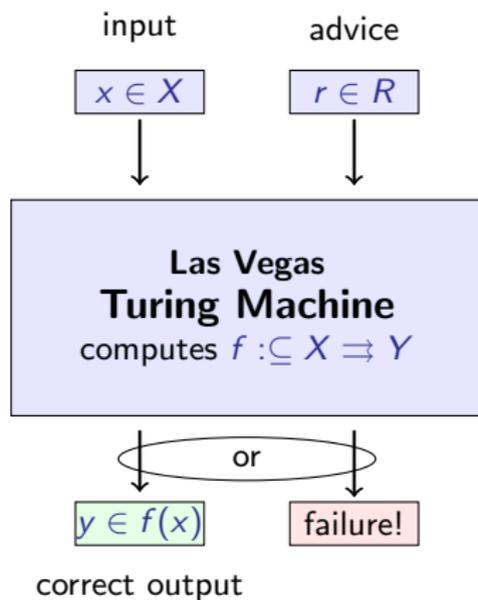 input advice
x ∈ X r ∈ R
Las Vegas
Turing Machine
computes f :⊆ X ⇉ Y
or
y ∈ f(x) failure!
correct output